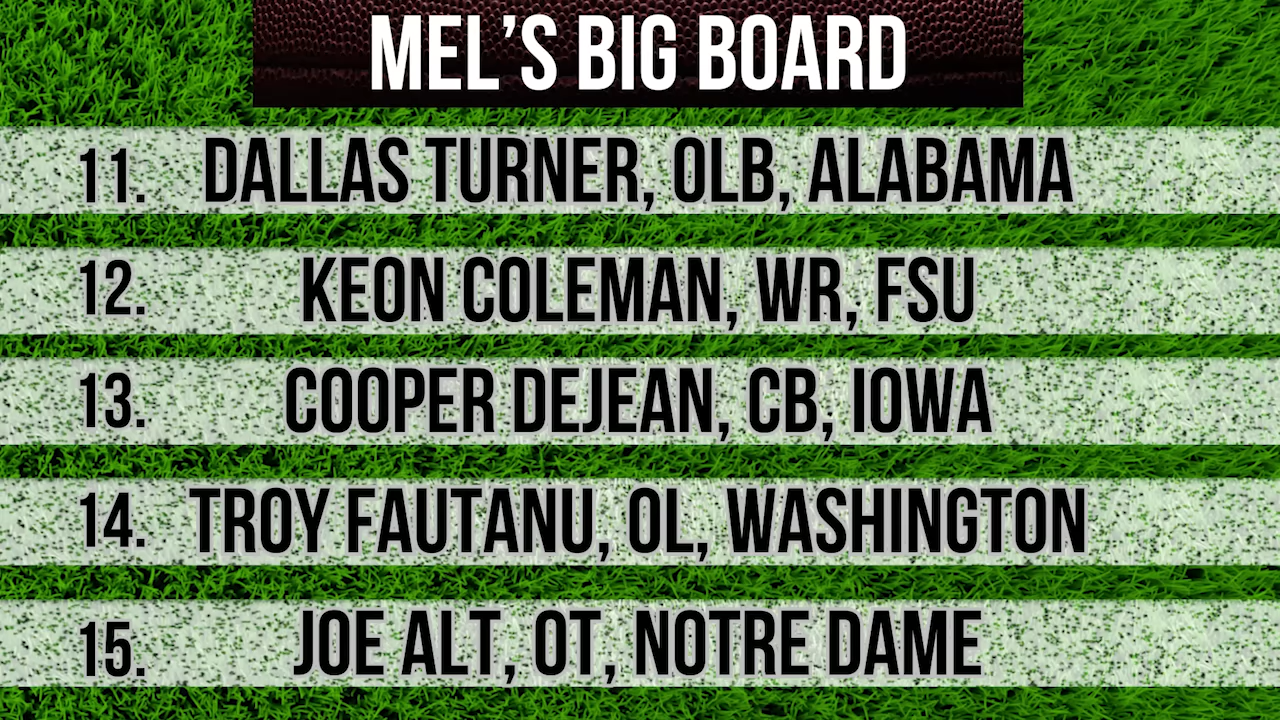 MEL'S BIG BOARD
11. DALLAS TURNER, OLB, ALABAMA
12. KEON COLEMAN, WR, FSU
13. COOPER DEJEAN, CB, IOWA
14. TROY FAUTANU, OL, WASHINGTON
15. JOE ALT, OT, NOTRE DAME